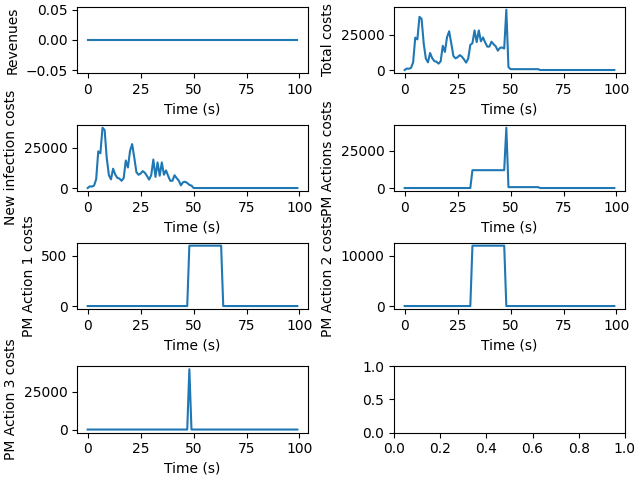 Revenues
0.05
0.00
−0.05
0 25 50 75 100
Time (s)
Total costs
25000
0
0 25 50 75 100
Time (s)
New infection costs
25000
0
0 25 50 75 100
Time (s)
PM Actions costs
25000
0
0 25 50 75 100
Time (s)
PM Action 1 costs
500
0
0 25 50 75 100
Time (s)
PM Action 2 costs
10000
0
0 25 50 75 100
Time (s)
PM Action 3 costs
25000
0
0 25 50 75 100
Time (s)
1.0
0.5
0.0
0.0 0.2 0.4 0.6 0.8 1.0